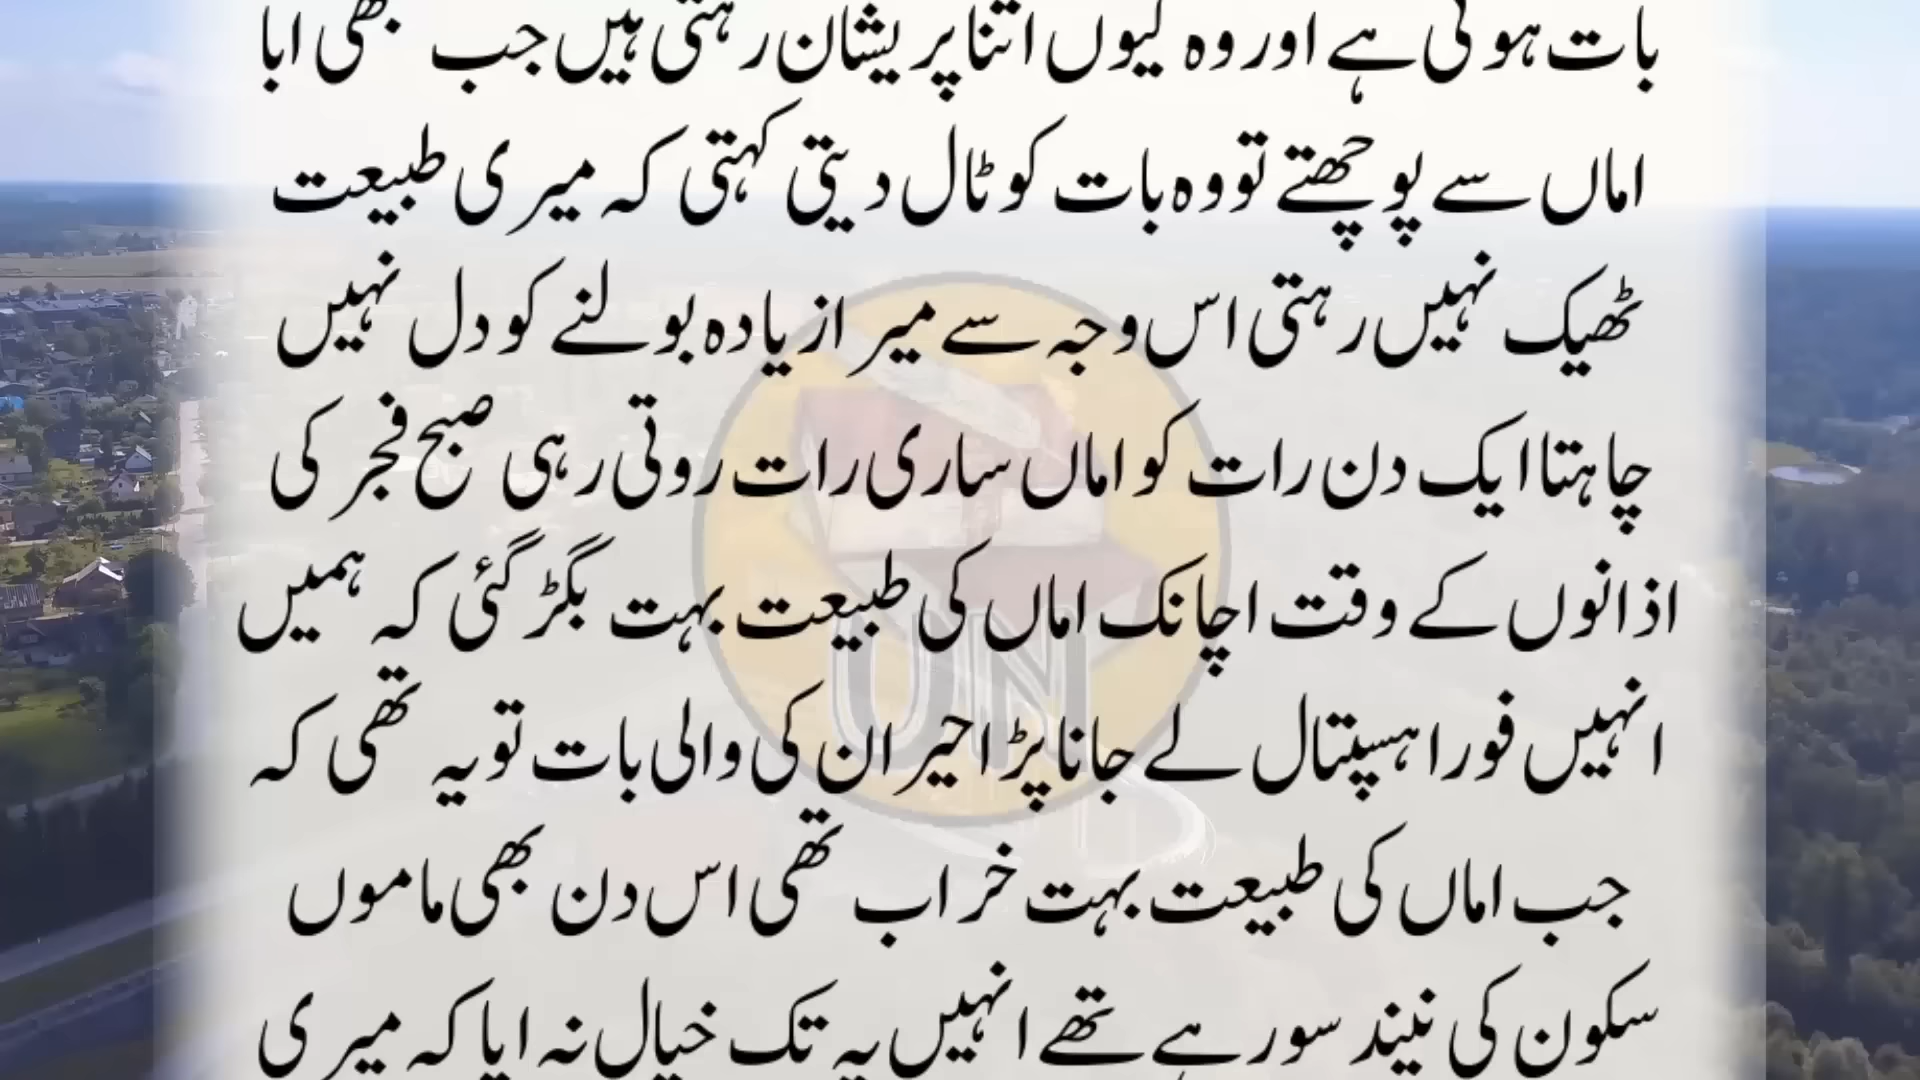 بات ہوئی ہے اور وہ کیوں اتنا پریشان رہتی ہیں جب بھی ابا
اماں سے پوچھتے تو وہ بات کو ٹال دیتی کہتی کہ میری طبیعت
ٹھیک نہیں رہتی اس وجہ سے میرا زیادہ بولنے کو دل نہیں
چاہتا ایک دن رات کو اماں ساری رات روتی رہی صبح فجر کی
اذانوں کے وقت اچانک اماں کی طبیعت بہت بگڑ گئی کہ ہمیں
انہیں فورا ہسپتال لے جانا پڑا حیران کی والی بات تو یہ تھی کہ
جب اماں کی طبیعت بہت خراب تھی اس دن بھی ماموں
سکون کی نیند سو رہے تھے انہیں یہ تک خیال نہ ایا کہ میری
UN